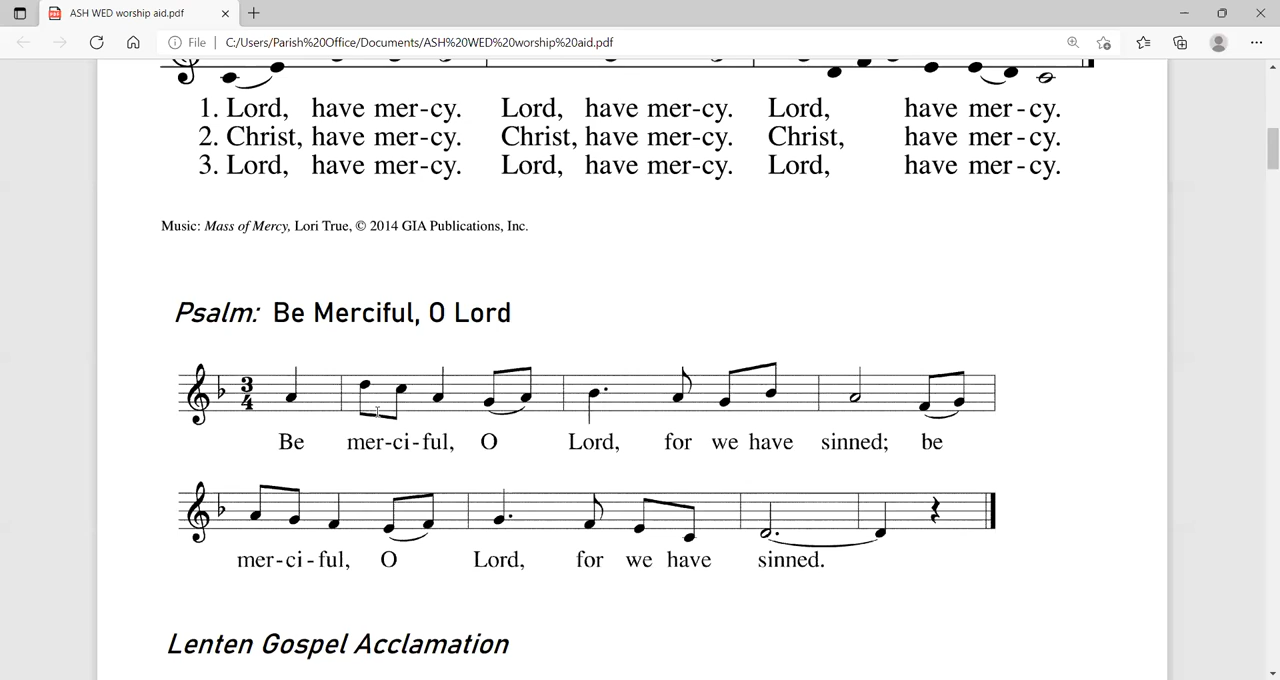 ASH WED worship aid.pdf
File | C:/Users/Parish%20Office/Documents/ASH%20WED%20worship%20aid.pdf
1. Lord, have mer-cy. Lord, have mer-cy. Lord, have mer-cy.
2. Christ, have mer-cy. Christ, have mer-cy. Christ, have mer-cy.
3. Lord, have mer-cy. Lord, have mer-cy. Lord, have mer-cy.
Music: Mass of Mercy, Lori True, © 2014 GIA Publications, Inc.
Psalm: Be Merciful, O Lord
3
4
Be mer-ci-ful, O Lord, for we have sinned; be
mer-ci-ful, O Lord, for we have sinned.
Lenten Gospel Acclamation